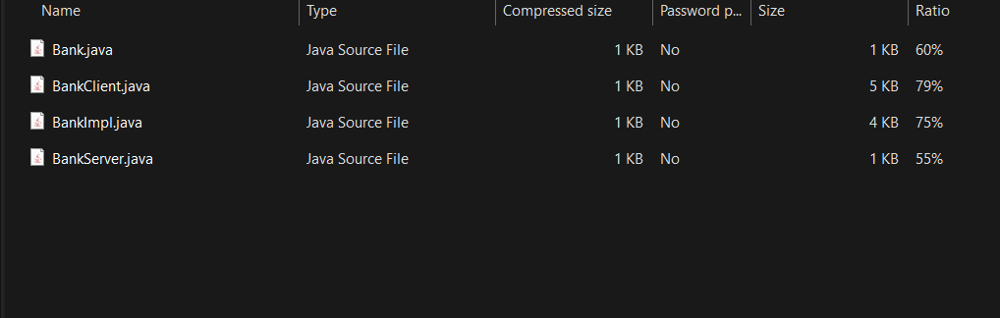 Name Type Compressed size Password p... Size Ratio
Bank.java Java Source File 1 KB No 1 KB 60%
BankClient.java Java Source File 1 KB No 5 KB 79%
BankImpl.java Java Source File 1 KB No 4 KB 75%
BankServer.java Java Source File 1 KB No 1 KB 55%